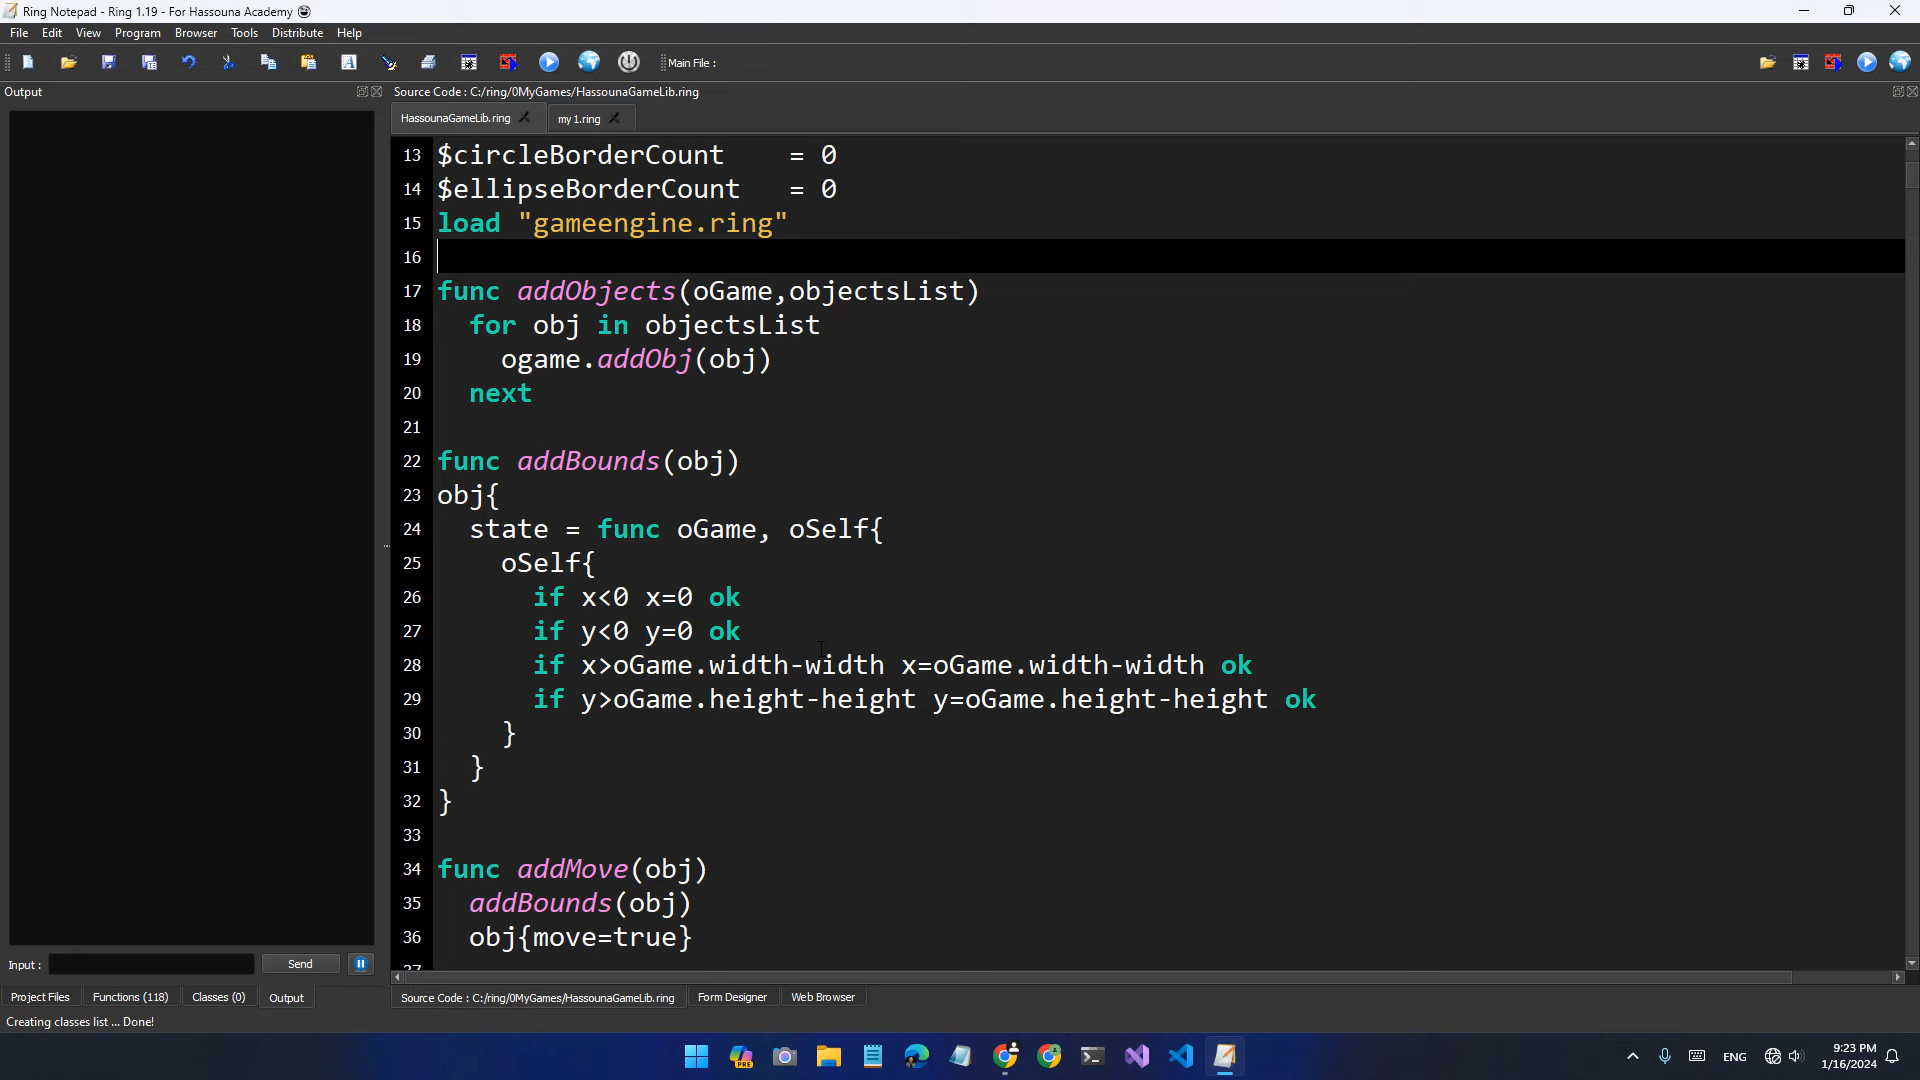 Ring Notepad - Ring 1.19 - For Hassouna Academy
File Edit View Program Browser Tools Distribute Help
Main File :
Output
Source Code : C:/ring/0MyGames/HassounaGameLib.ring
HassounaGameLib.ring my 1.ring
13 $circleBorderCount = 0
14 $ellipseBorderCount = 0
15 load "gameengine.ring"
16
17 func addObjects(oGame,objectsList)
18 for obj in objectsList
19 ogame.addObj(obj)
20 next
21
22 func addBounds(obj)
23 obj{
24 state = func oGame, oSelf{
25 oSelf{
26 if x<0 x=0 ok
27 if y<0 y=0 ok
28 if x>oGame.width-width x=oGame.width-width ok
29 if y>oGame.height-height y=oGame.height-height ok
30 }
31 }
32 }
33
34 func addMove(obj)
35 addBounds(obj)
36 obj{move=true}
37
Input : Send
Project Files Functions (118) Classes (0) Output
Source Code : C:/ring/0MyGames/HassounaGameLib.ring Form Designer Web Browser
Creating classes list ... Done!
PRE
ENG
9:23 PM
1/16/2024